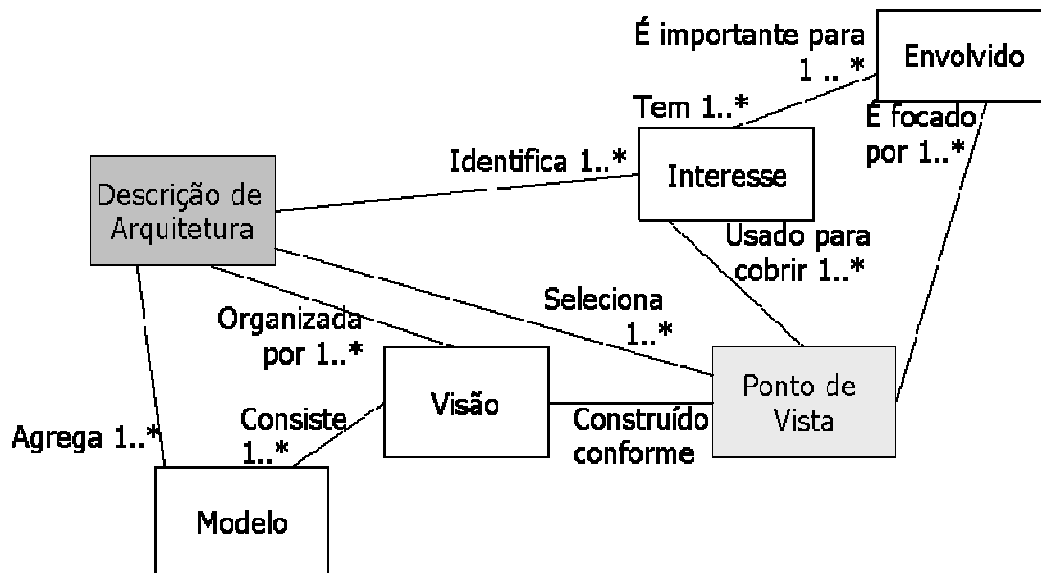 É importante para
1 .. *
Envolvido
Tem 1..*
É focado
por 1..*
Identifica 1..*
Interesse
Descrição de
Arquitetura
Usado para
cobrir 1..*
Seleciona
1..*
Organizada
por 1..*
Visão
Ponto de
Vista
Construído
conforme
Consiste
1..*
Agrega 1..*
Modelo